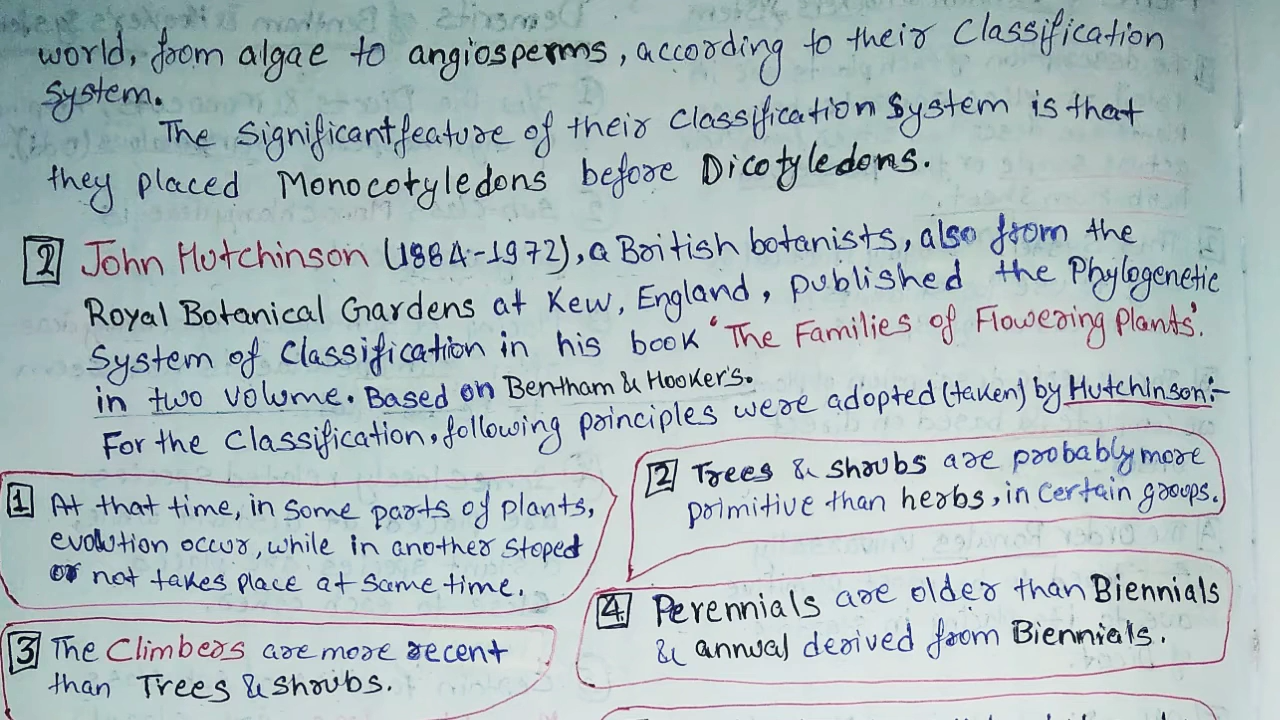 world, from algae to angiosperms, according to their Classification
System.
The Significant feature of their classification System is that
they placed Monocotyledons before Dicotyledons.
2 John Hutchinson (1884-1972), a British botanists, also from the
Royal Botanical Gardens at Kew, England, published the Phylogenetic
System of Classification in his book 'The Families of Flowering Plants'.
in two volume. Based on Bentham & Hooker's.
For the Classification, following principles were adopted (taken) by Hutchinson:-
1 At that time, in some parts of plants,
evolution occur, while in another stoped
or not takes place at same time.
2 Trees & shrubs are probably more
primitive than herbs, in certain groups.
3 The Climbers are more recent
than Trees & shrubs.
4. Perennials are older than Biennials
& annual derived from Biennials.